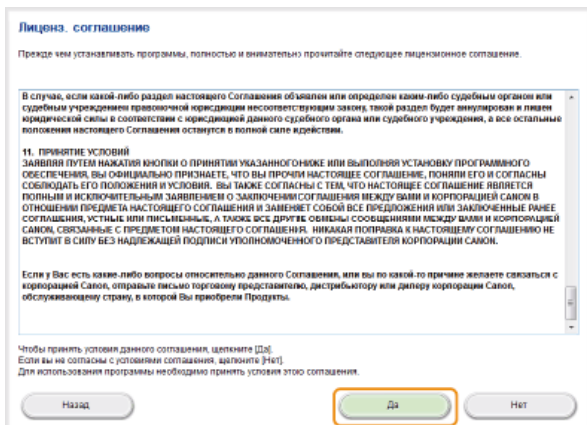 Лиценз. соглашение
Прежде чем устанавливать программы, полностью и внимательно прочитайте следующее лицензионное соглашение.
В случае, если какой-либо раздел настоящего Соглашения объявлен или определен каким-либо судебным органом или
судебным учреждением правомочной юрисдикции несоответствующим закону, такой раздел будет аннулирован и лишен
юридической силы в соответствии с юрисдикцией данного судебного органа или судебного учреждения, а все остальные
положения настоящего Соглашения останутся в полной силе идействии.
11. ПРИНЯТИЕ УСЛОВИЙ
ЗАЯВЛЯЯ ПУТЕМ НАЖАТИЯ КНОПКИ О ПРИНЯТИИ УКАЗАННОГОНИЖЕ ИЛИ ВЫПОЛНЯЯ УСТАНОВКУ ПРОГРАММНОГО
ОБЕСПЕЧЕНИЯ, ВЫ ОФИЦИАЛЬНО ПРИЗНАЕТЕ, ЧТО ВЫ ПРОЧЛИ НАСТОЯЩЕЕ СОГЛАШЕНИЕ, ПОНЯЛИ ЕГО И СОГЛАСНЫ
СОБЛЮДАТЬ ЕГО ПОЛОЖЕНИЯ И УСЛОВИЯ. ВЫ ТАКЖЕ СОГЛАСНЫ С ТЕМ, ЧТО НАСТОЯЩЕЕ СОГЛАШЕНИЕ ЯВЛЯЕТСЯ
ПОЛНЫМ И ИСКЛЮЧИТЕЛЬНЫМ ЗАЯВЛЕНИЕМ О ЗАКЛЮЧЕНИИ СОГЛАШЕНИЯ МЕЖДУ ВАМИ И КОРПОРАЦИЕЙ CANON В
ОТНОШЕНИИ ПРЕДМЕТА НАСТОЯЩЕГО СОГЛАШЕНИЯ И ЗАМЕНЯЕТ СОБОЙ ВСЕ ПРЕДЛОЖЕНИЯ ИЛИ ЗАКЛЮЧЕННЫЕ РАНЕЕ
СОГЛАШЕНИЯ, УСТНЫЕ ИЛИ ПИСЬМЕННЫЕ, А ТАКЖЕ ВСЕ ДРУГИЕ ОБМЕНЫ СООБЩЕНИЯМИ МЕЖДУ ВАМИ И КОРПОРАЦИЕЙ
CANON, СВЯЗАННЫЕ С ПРЕДМЕТОМ НАСТОЯЩЕГО СОГЛАШЕНИЯ. НИКАКАЯ ПОПРАВКА К НАСТОЯЩЕМУ СОГЛАШЕНИЮ НЕ
ВСТУПИТ В СИЛУ БЕЗ НАДЛЕЖАЩЕЙ ПОДПИСИ УПОЛНОМОЧЕННОГО ПРЕДСТАВИТЕЛЯ КОРПОРАЦИИ CANON.
Если у Вас есть какие-либо вопросы относительно данного Соглашения, или вы по какой-то причине желаете связаться с
корпорацией Canon, отправьте письмо торговому представителю, дистрибьютору или дилеру корпорации Canon,
обслуживающему страну, в которой Вы приобрели Продукты.
Чтобы принять условия данного соглашения, щелкните [Да].
Если вы не согласны с условиями соглашения, щелкните [Нет].
Для использования программы необходимо принять условия этого соглашения.
Назад Да Нет